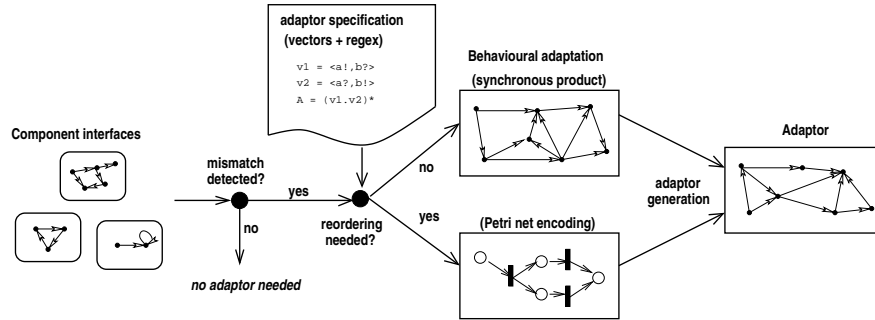 adaptor specification
(vectors + regex)
v1 = <a!,b?>
v2 = <a?,b!>
A = (v1.v2)*
Behavioural adaptation
(synchronous product)
Component interfaces
mismatch
detected?
yes
no
no adaptor needed
reordering
needed?
no
yes
(Petri net encoding)
adaptor
generation
Adaptor